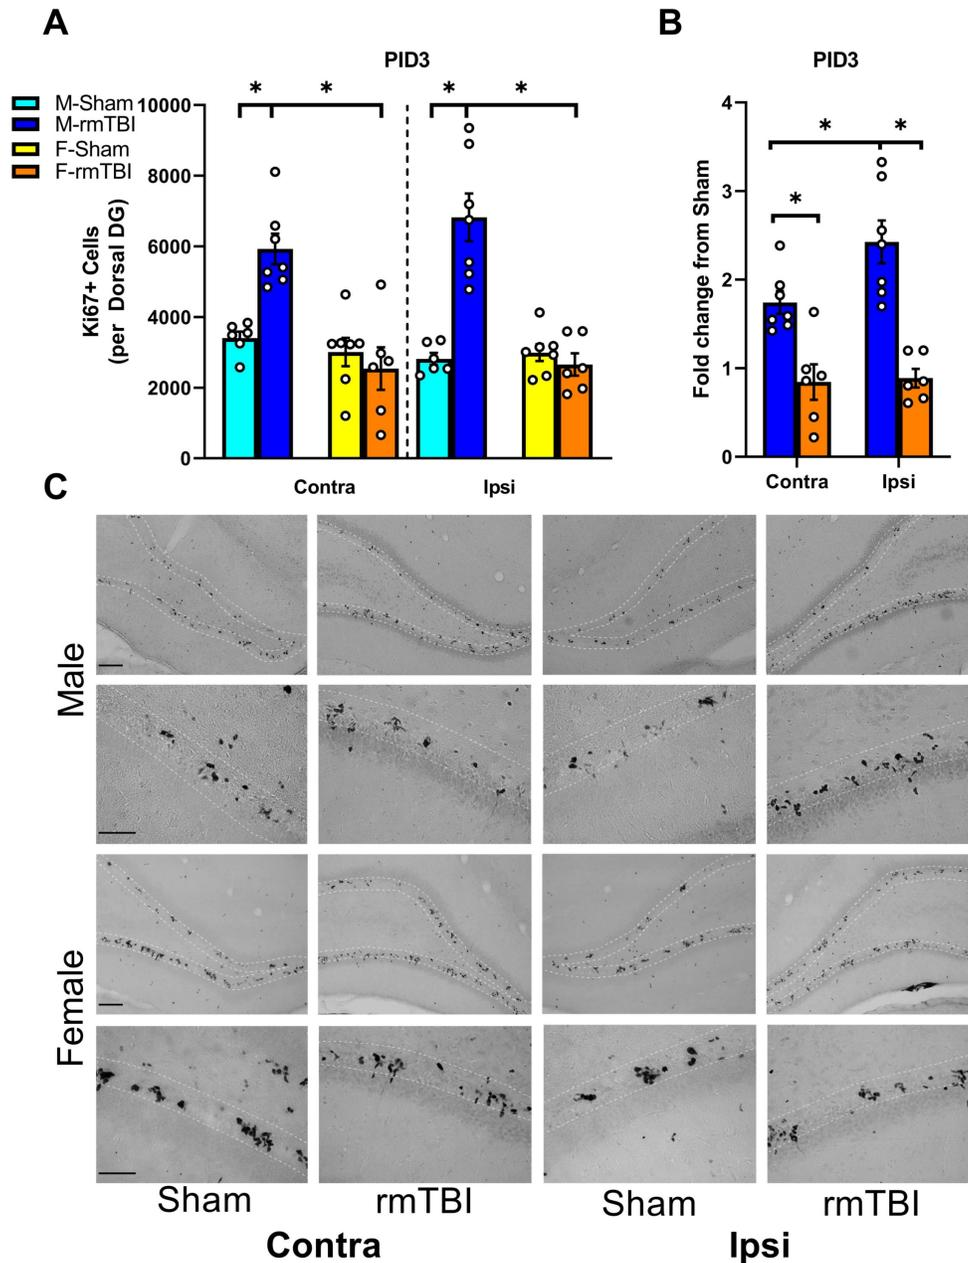 A
B
PID3
PID3
M-Sham
M-rmTBI
F-Sham
F-rmTBI
Ki67+ Cells
(per Dorsal DG)
10000
8000
6000
4000
2000
0
* * * *
Contra Ipsi
Fold change from Sham
4
3
2
1
0
* *
*
Contra Ipsi
C
Male
Female
Sham rmTBI Sham rmTBI
Contra Ipsi